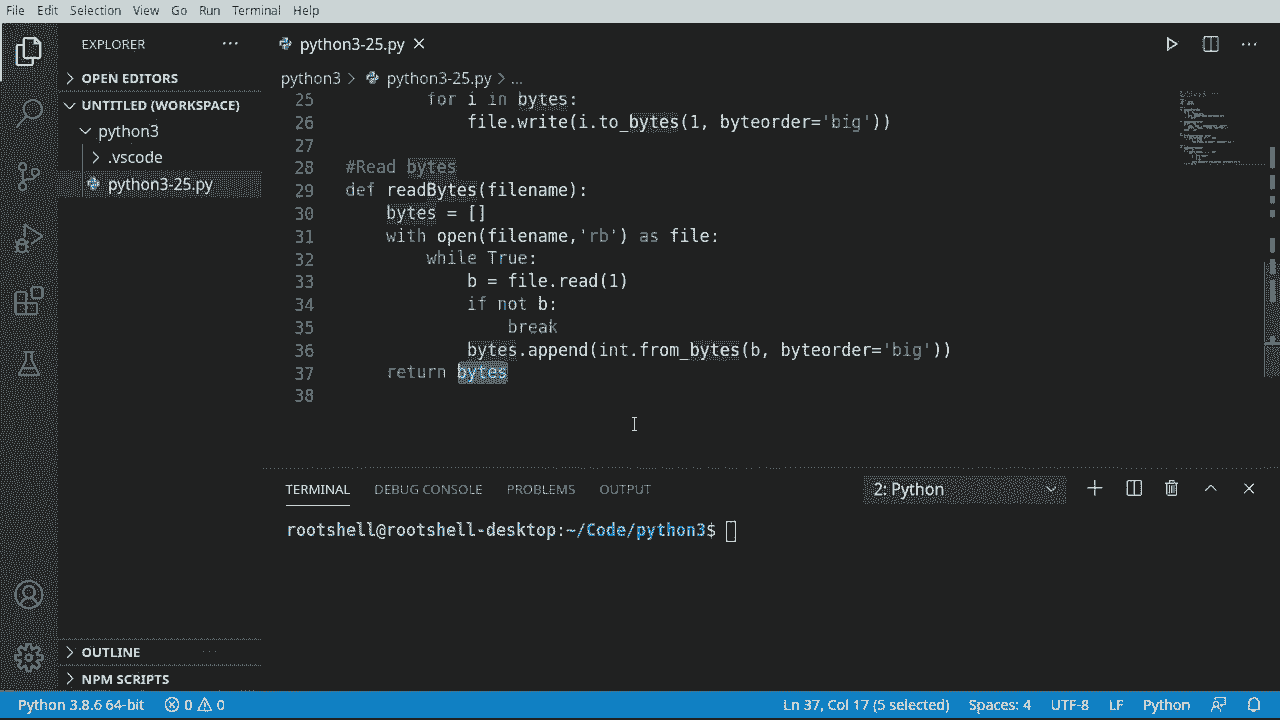 File Edit Selection View Go Run Terminal Help
EXPLORER ...
python3-25.py
OPEN EDITORS
UNTITLED (WORKSPACE)
python3
.vscode
python3-25.py
OUTLINE
NPM SCRIPTS
python3 > python3-25.py > ...
25 for i in bytes:
26 file.write(i.to_bytes(1, byteorder='big'))
27
28 #Read bytes
29 def readBytes(filename):
30 bytes = []
31 with open(filename,'rb') as file:
32 while True:
33 b = file.read(1)
34 if not b:
35 break
36 bytes.append(int.from_bytes(b, byteorder='big'))
37 return bytes
38
TERMINAL DEBUG CONSOLE PROBLEMS OUTPUT 2: Python
rootshell@rootshell-desktop:~/Code/python3$
Python 3.8.6 64-bit 0 0 Ln 37, Col 17 (5 selected) Spaces: 4 UTF-8 LF Python